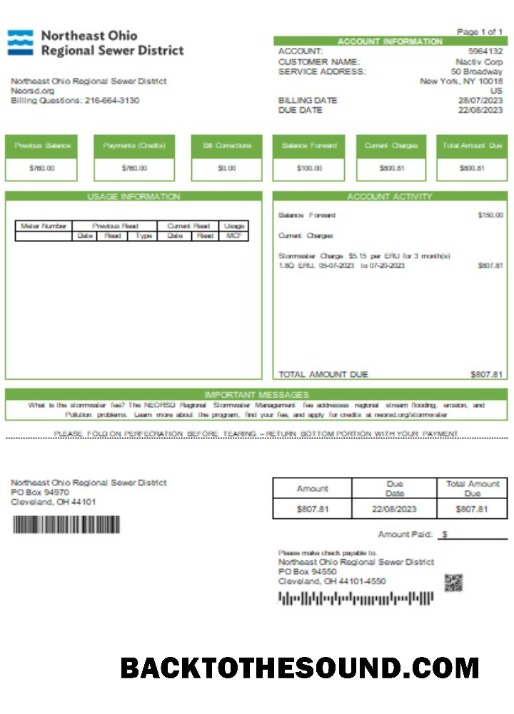 Northeast Ohio
Regional Sewer District
Page 1 of 1
ACCOUNT INFORMATION
ACCOUNT: 5964132
CUSTOMER NAME: Nactiv Corp
SERVICE ADDRESS: 50 Broadway
New York, NY 10018
US
BILLING DATE 28/07/2023
DUE DATE 22/08/2023
Northeast Ohio Regional Sewer District
Neorsd.org
Billing Questions: 216-664-3130
Previous Balance Payments (Credits) Bill Corrections Balance Forward Current Charges Total Amount Due
$760.00 $760.00 $0.00 $100.00 $800.81 $800.81
USAGE INFORMATION
Meter Number Previous Read Current Read Usage
Date Read Type Date Read MCF
ACCOUNT ACTIVITY
Balance Forward $150.00
Current Charges
Stormwater Charge $5.15 per ERU for 3 month(s)
1.8Q ERU, 05-07-2023 to 07-20-2023 $807.81
TOTAL AMOUNT DUE $807.81
IMPORTANT MESSAGES
What is the stormwater fee? The NEORSD Regional Stormwater Management fee addresses regional stream flooding, erosion, and
Pollution problems. Learn more about the program, find your fee, and apply for credits at neorsd.org/stormwater
PLEASE FOLD ON PERFECRATION BEFORE TEARING – RETURN BOTTOM PORTION WITH YOUR PAYMENT
Northeast Ohio Regional Sewer District
PO Box 94970
Cleveland, OH 44101
Amount Due Date Total Amount Due
$807.81 22/08/2023 $807.81
Amount Paid: $
Please make check payable to:
Northeast Ohio Regional Sewer District
PO Box 94550
Cleveland, OH 44101-4550
BACKTOTHESOUND.COM